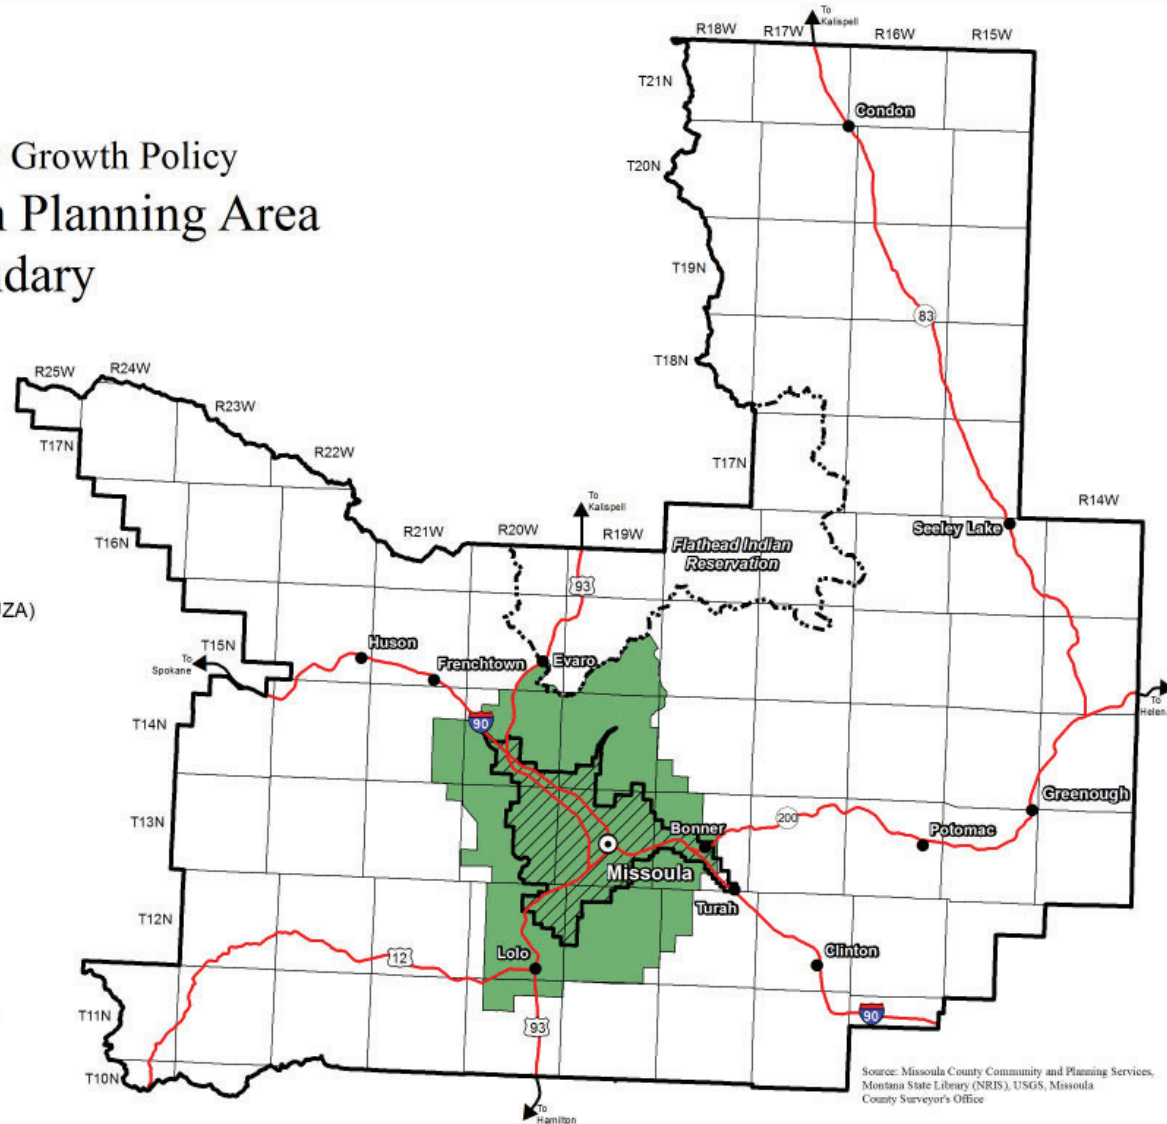 To
Kalispell
R18W
R17W
R16W
R15W
T21N
Condon
Growth Policy
T20N
Planning Area
T19N
83
T18N
R25W
R24W
R23W
T17N
R22W
T17N
To
Kalispell
R14W
R21W
R20W
R19W
Seeley Lake
T16N
Flathead Indian
Reservation
93
UZA)
T15N
Huson
To
Spokane
Frenchtown
Evaro
To
Helen
T14N
90
Greenough
T13N
200
Bonner
Potomac
Missoula
T12N
Turah
Lolo
12
Clinton
T11N
90
93
T10N
Source: Missoula County Community and Planning Services,
Montana State Library (NRIS), USGS, Missoula
County Surveyor's Office
To
Hamilton